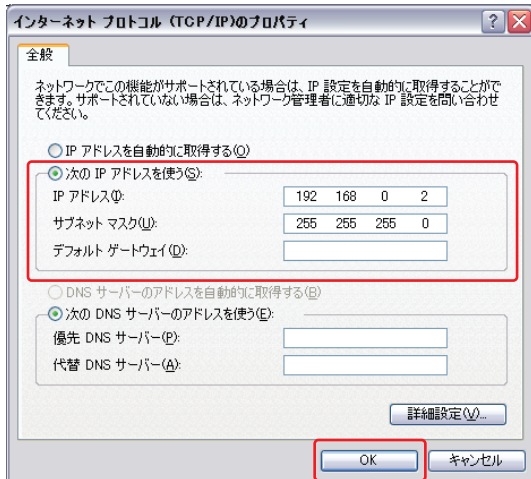 インターネット プロトコル (TCP/IP)のプロパティ
全般
ネットワークでこの機能がサポートされている場合は、IP 設定を自動的に取得することがで
きます。サポートされていない場合は、ネットワーク管理者に適切な IP 設定を問い合わせ
てください。
IP アドレスを自動的に取得する(O)
次の IP アドレスを使う(S):
IP アドレス(I): 192 168 0 2
サブネット マスク(U): 255 255 255 0
デフォルト ゲートウェイ(D):
DNS サーバーのアドレスを自動的に取得する(B)
次の DNS サーバーのアドレスを使う(E):
優先 DNS サーバー(P):
代替 DNS サーバー(A):
詳細設定(V)...
OK キャンセル